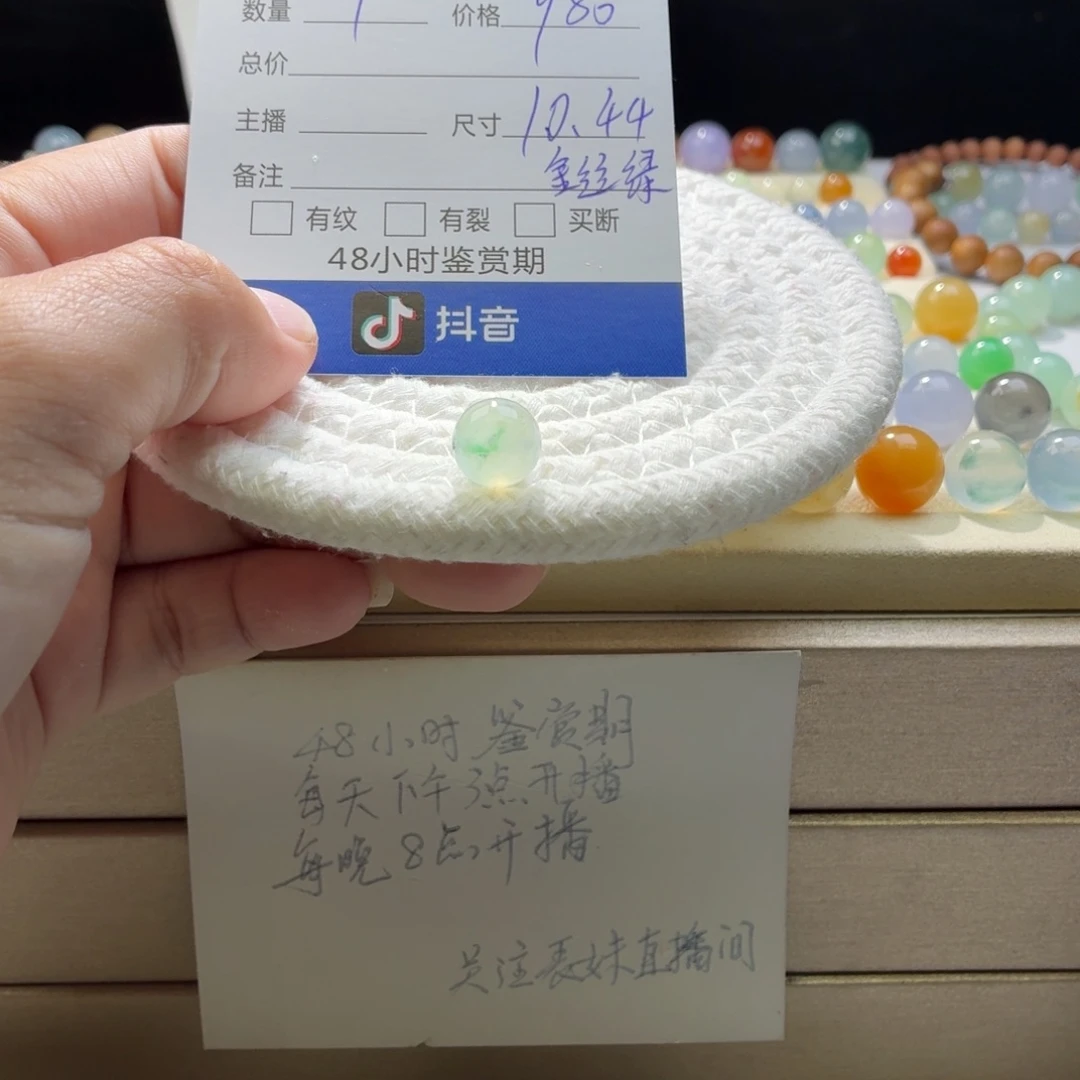 数量 1 价格 980
总价
主播 尺寸 10.44
备注 金丝绿
有纹 有裂 买断
48小时鉴赏期
抖音
48小时鉴赏期
每天下午3点开播
每晚8点开播
关注表妹直播间